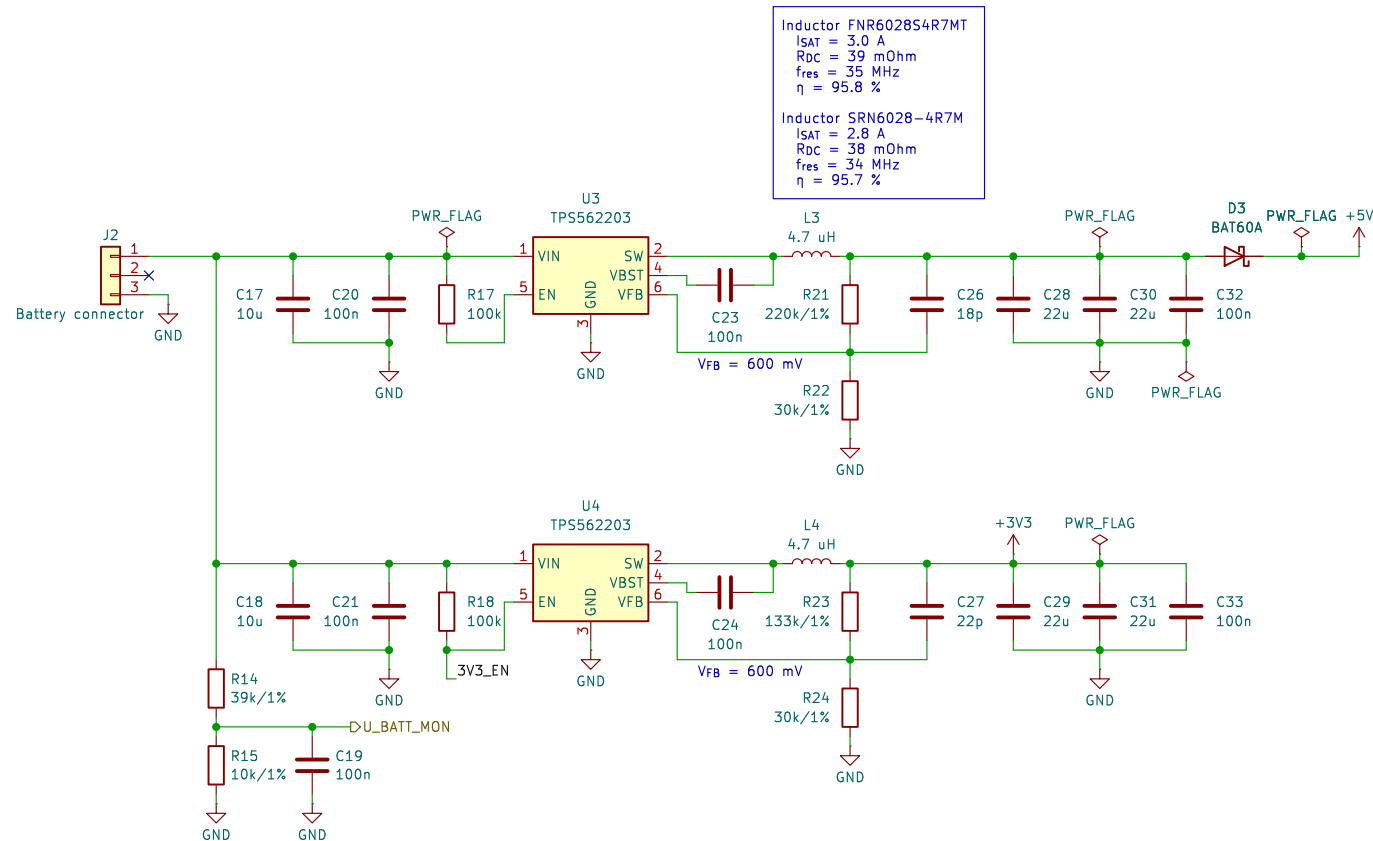 Inductor FNR6028S4R7MT
ISAT = 3.0 A
RDC = 39 mOhm
fres = 35 MHz
η = 95.8 %
Inductor SRN6028-4R7M
ISAT = 2.8 A
RDC = 38 mOhm
fres = 34 MHz
η = 95.7 %
J2
1
2
3
Battery connector
GND
C17
10u
C20
100n
GND
PWR_FLAG
R17
100k
U3
TPS562203
1
VIN
5
EN
GND
3
SW
2
VBST
4
VFB
6
GND
C23
100n
L3
4.7 uH
R21
220k/1%
VFB = 600 mV
R22
30k/1%
GND
C26
18p
C28
22u
PWR_FLAG
C30
22u
GND
C32
100n
PWR_FLAG
D3
BAT60A
PWR_FLAG
+5V
C18
10u
C21
100n
GND
R18
100k
3V3_EN
U4
TPS562203
1
VIN
5
EN
GND
3
SW
2
VBST
4
VFB
6
GND
C24
100n
L4
4.7 uH
R23
133k/1%
VFB = 600 mV
R24
30k/1%
GND
C27
22p
+3V3
C29
22u
PWR_FLAG
C31
22u
GND
C33
100n
R14
39k/1%
U_BATT_MON
R15
10k/1%
GND
C19
100n
GND